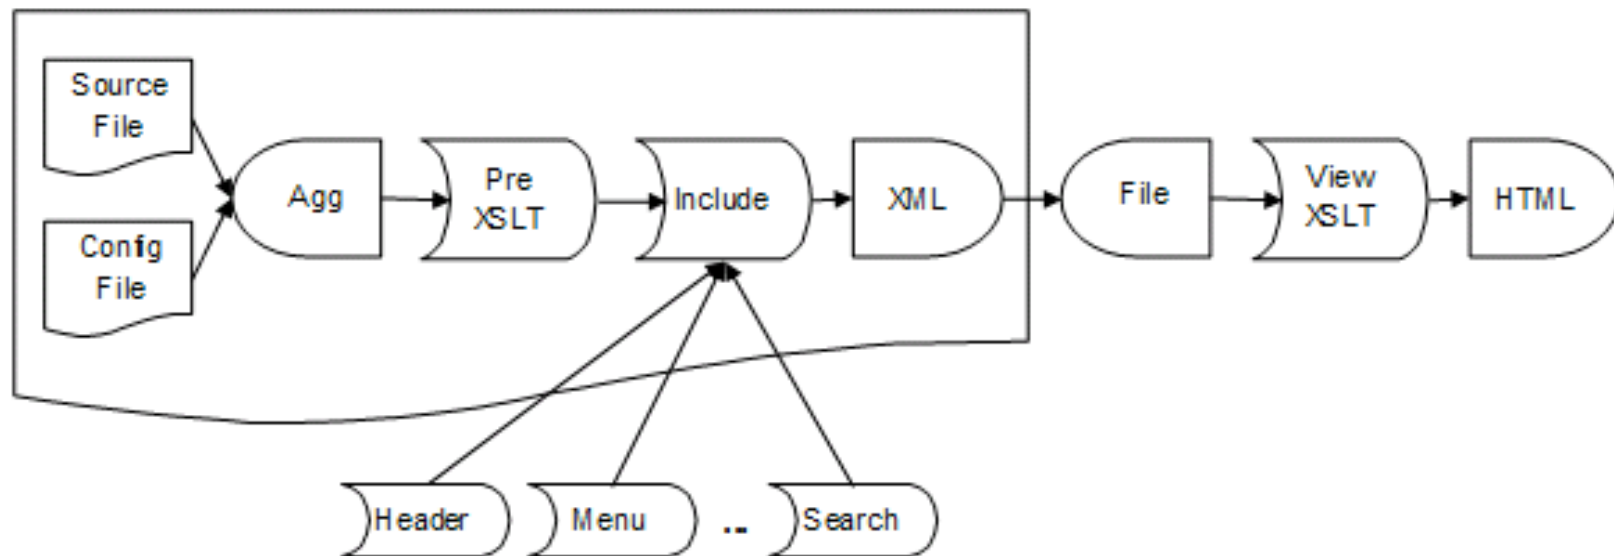 Source
File
Config
File
Agg
Pre
XSLT
Include
XML
File
View
XSLT
HTML
Header
Menu
...
Search